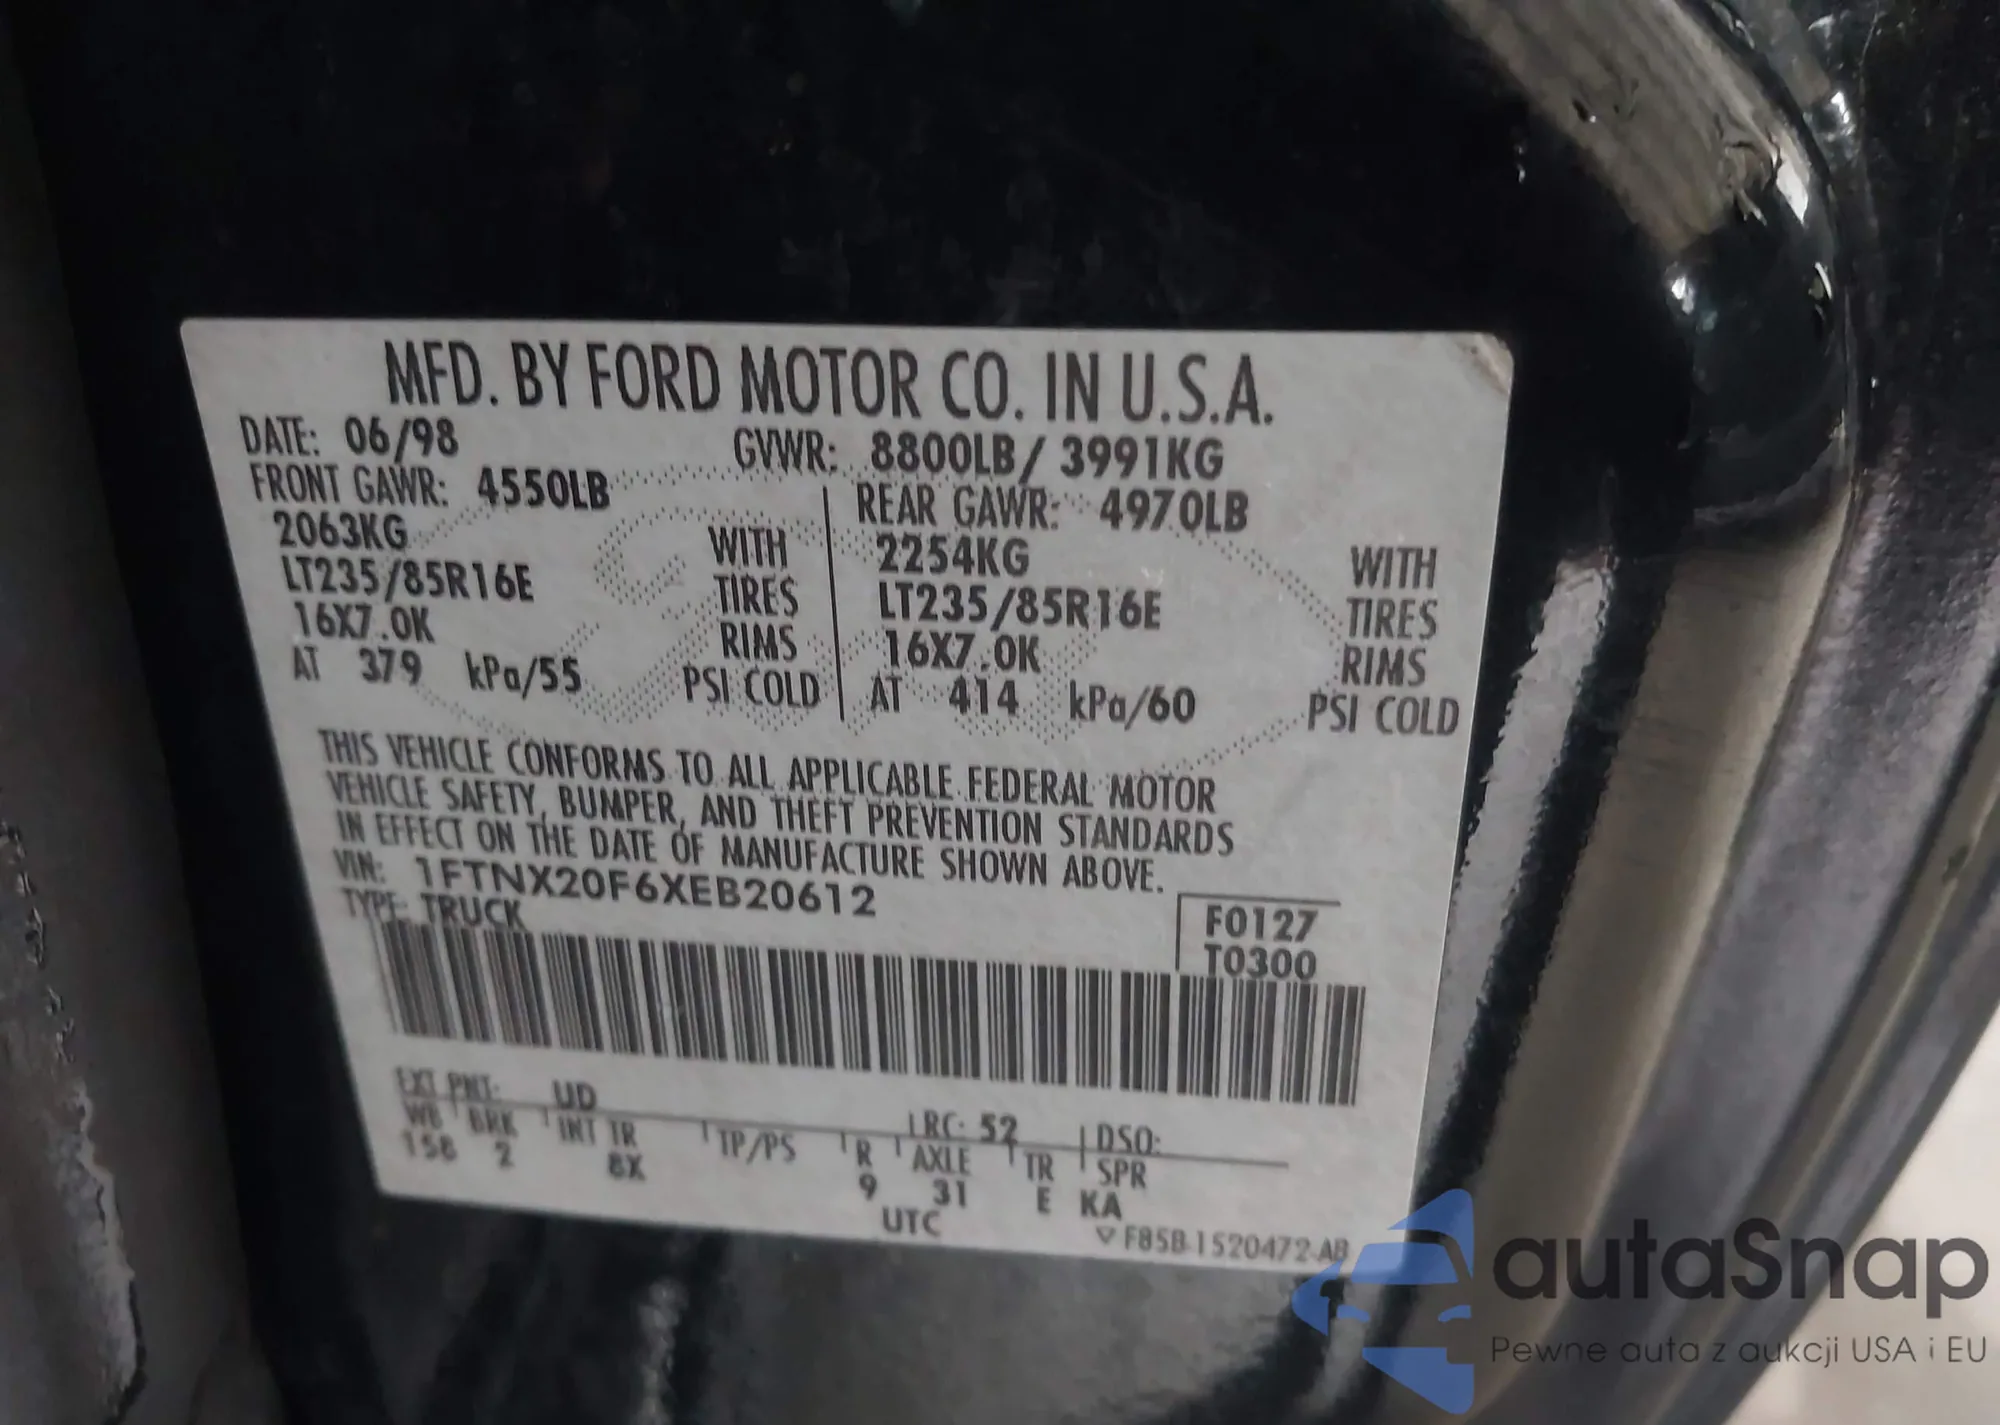 MFD. BY FORD MOTOR CO. IN U.S.A.
DATE: 06/98 GVWR: 8800LB/ 3991KG
FRONT GAWR: 4550LB REAR GAWR: 4970LB
2063KG WITH 2254KG WITH
LT235/85R16E TIRES LT235/85R16E TIRES
16X7.0K RIMS 16X7.0K RIMS
AT 379 kPa/55 PSI COLD AT 414 kPa/60 PSI COLD
THIS VEHICLE CONFORMS TO ALL APPLICABLE FEDERAL MOTOR
VEHICLE SAFETY, BUMPER, AND THEFT PREVENTION STANDARDS
IN EFFECT ON THE DATE OF MANUFACTURE SHOWN ABOVE.
VIN: 1FTNX20F6XEB20612
TYPE: TRUCK
F0127
T0300
EXT PNT: UD RC: 52 DSO:
WB BRK INT TR TP/PS R AXLE TR SPR
158 2 8X 9 31 E KA
UTC
F85B-1520472-AB
autaSnap
Pewne auta z aukcji USA i EU